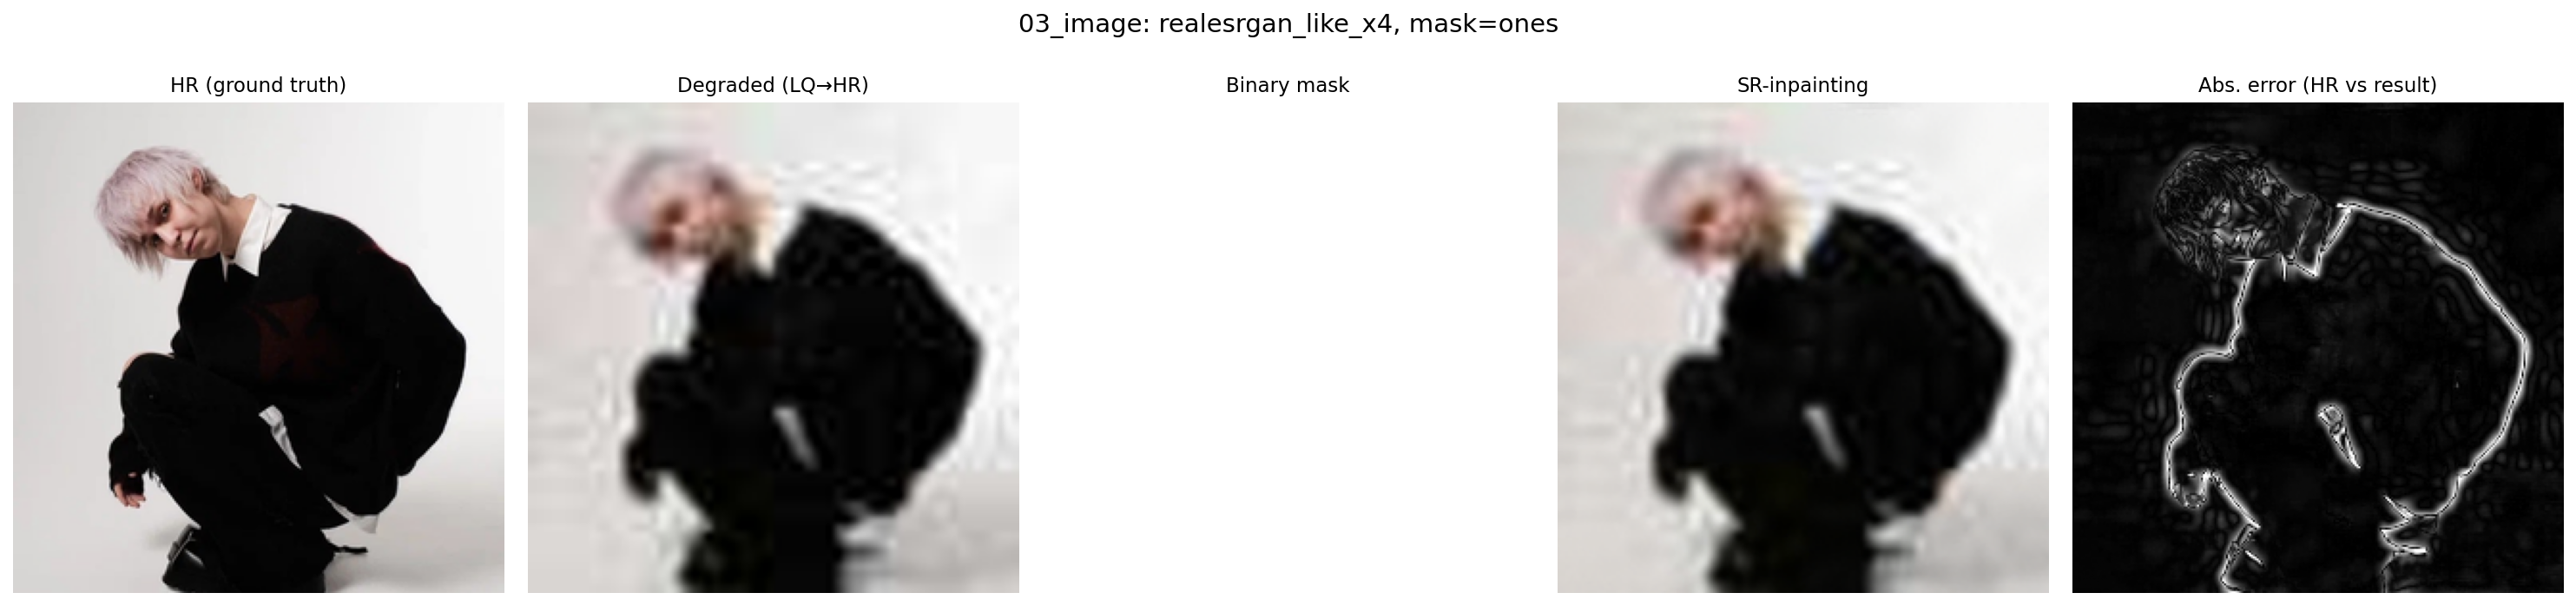 03_image: realesrgan_like_x4, mask=ones
HR (ground truth)
Degraded (LQ→HR)
Binary mask
SR-inpainting
Abs. error (HR vs result)